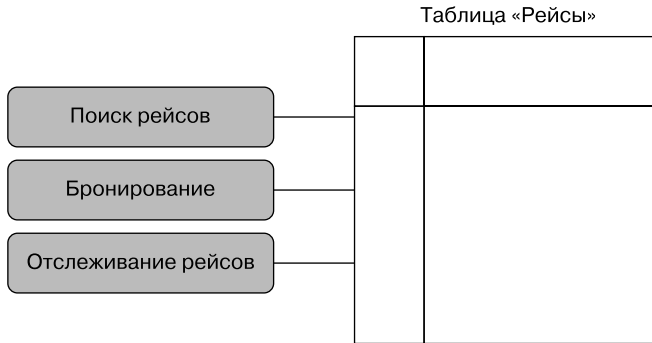 Таблица «Рейсы»
Поиск рейсов
Бронирование
Отслеживание рейсов